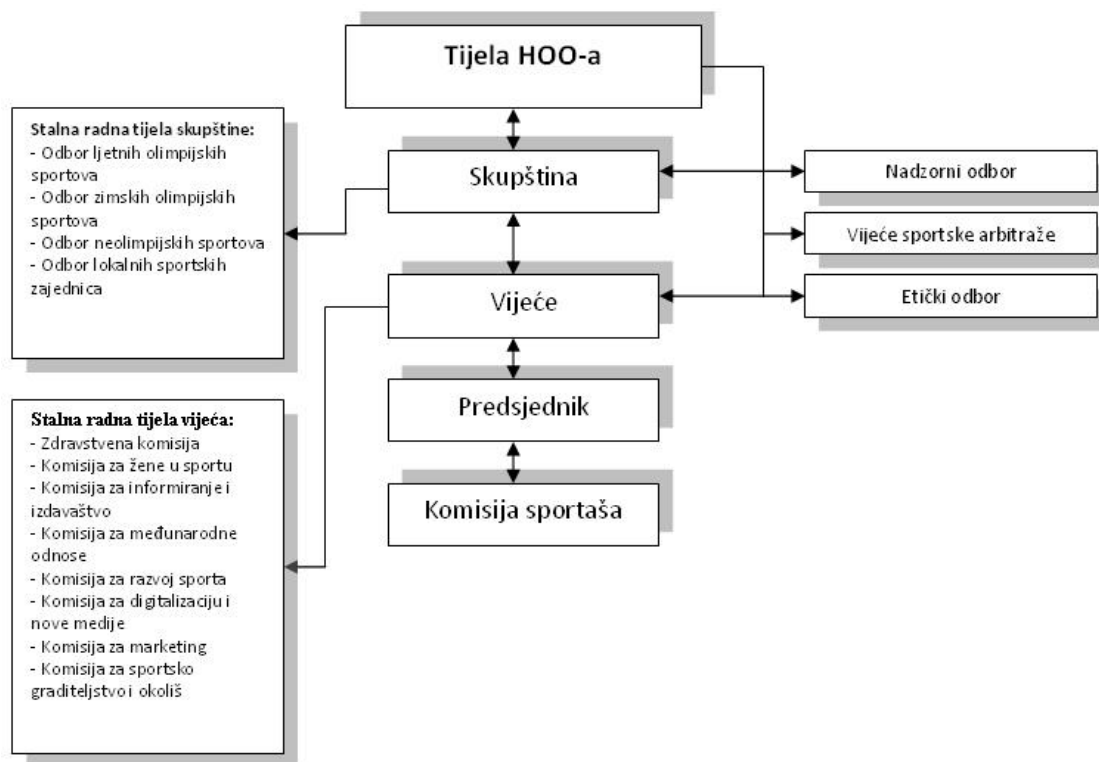 Tijela HOO-a
Stalna radna tijela skupštine:
- Odbor ljetnih olimpijskih
sportova
- Odbor zimskih olimpijskih
sportova
- Odbor neolimpijskih sportova
- Odbor lokalnih sportskih
zajednica
Skupština
Nadzorni odbor
Vijeće sportske arbitraže
Vijeće
Etički odbor
Predsjednik
Komisija sportaša
Stalna radna tijela vijeća:
- Zdravstvena komisija
- Komisija za žene u sportu
- Komisija za informiranje i
izdavaštvo
- Komisija za međunarodne
odnose
- Komisija za razvoj sporta
- Komisija za digitalizaciju i
nove medije
- Komisija za marketing
- Komisija za sportsko
graditeljstvo i okoliš